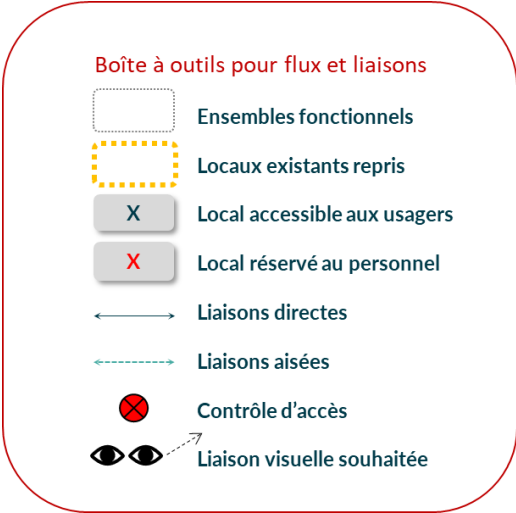 Boîte à outils pour flux et liaisons
Ensembles fonctionnels
Locaux existants repris
X Local accessible aux usagers
X Local réservé au personnel
Liaisons directes
Liaisons aisées
Contrôle d'accès
Liaison visuelle souhaitée